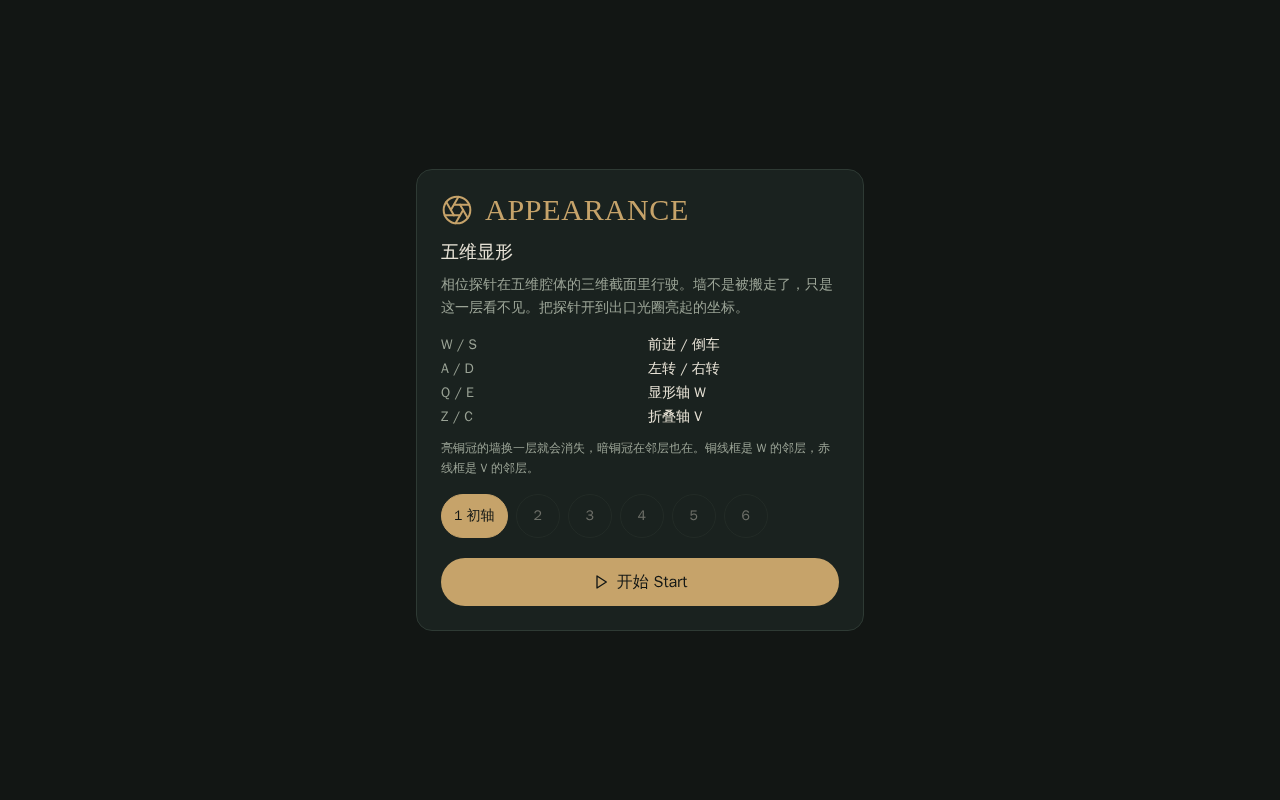 APPEARANCE
五维显形
相位探针在五维腔体的三维截面里行驶。墙不是被搬走了，只是
这一层看不见。把探针开到出口光圈亮起的坐标。
W / S 前进 / 倒车
A / D 左转 / 右转
Q / E 显形轴 W
Z / C 折叠轴 V
亮铜冠的墙换一层就会消失，暗铜冠在邻层也在。铜线框是 W 的邻层，赤
线框是 V 的邻层。
1 初轴 2 3 4 5 6
开始 Start